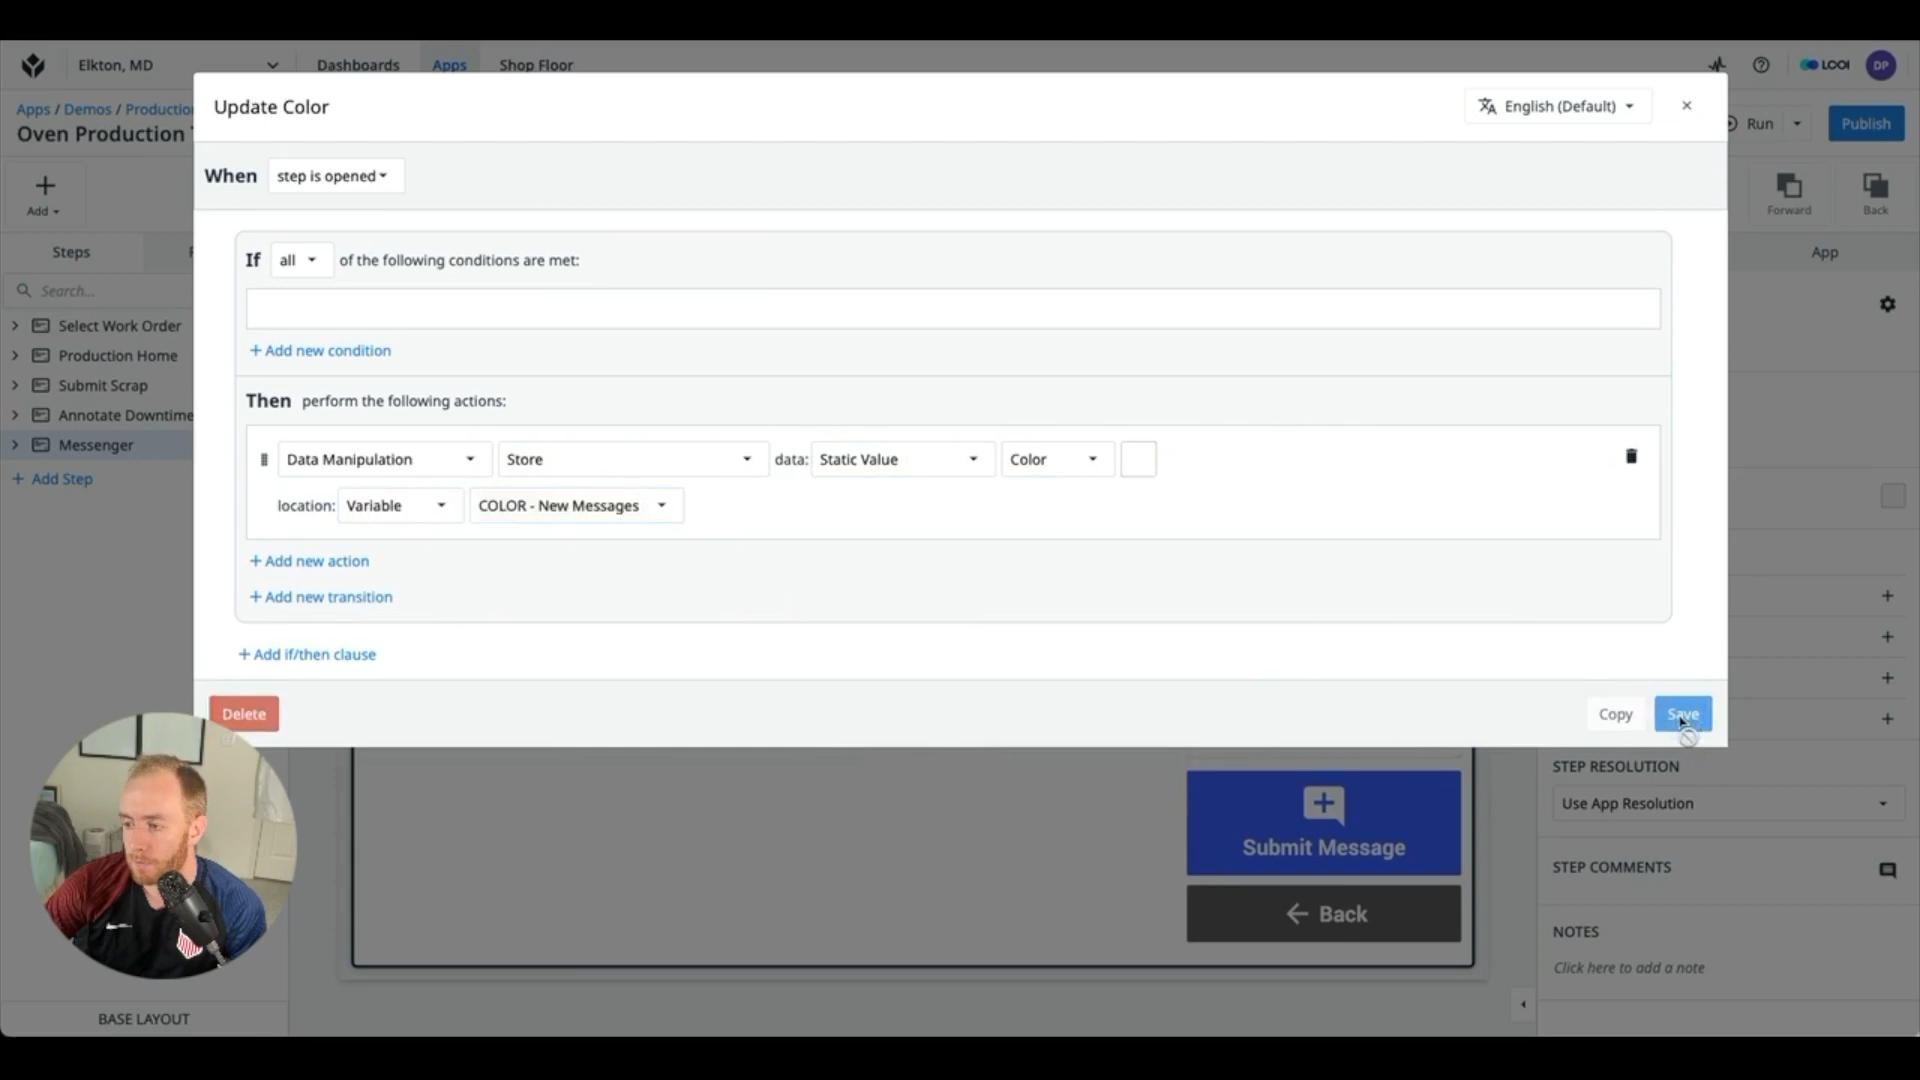 Elkton, MD
Dashboards
Apps
Shop Floor
LOOI
DP
Apps / Demos / Productio
Oven Production
Run
Publish
Update Color
English (Default)
When step is opened
Add
Forward
Back
Steps
App
If all of the following conditions are met:
Search...
Select Work Order
+ Add new condition
Production Home
Submit Scrap
Then perform the following actions:
Annotate Downtime
Messenger
Data Manipulation Store data: Static Value Color
+ Add Step
location: Variable COLOR - New Messages
+ Add new action
+ Add new transition
+ Add if/then clause
Delete
Copy
Save
STEP RESOLUTION
Use App Resolution
Submit Message
STEP COMMENTS
Back
NOTES
Click here to add a note
BASE LAYOUT